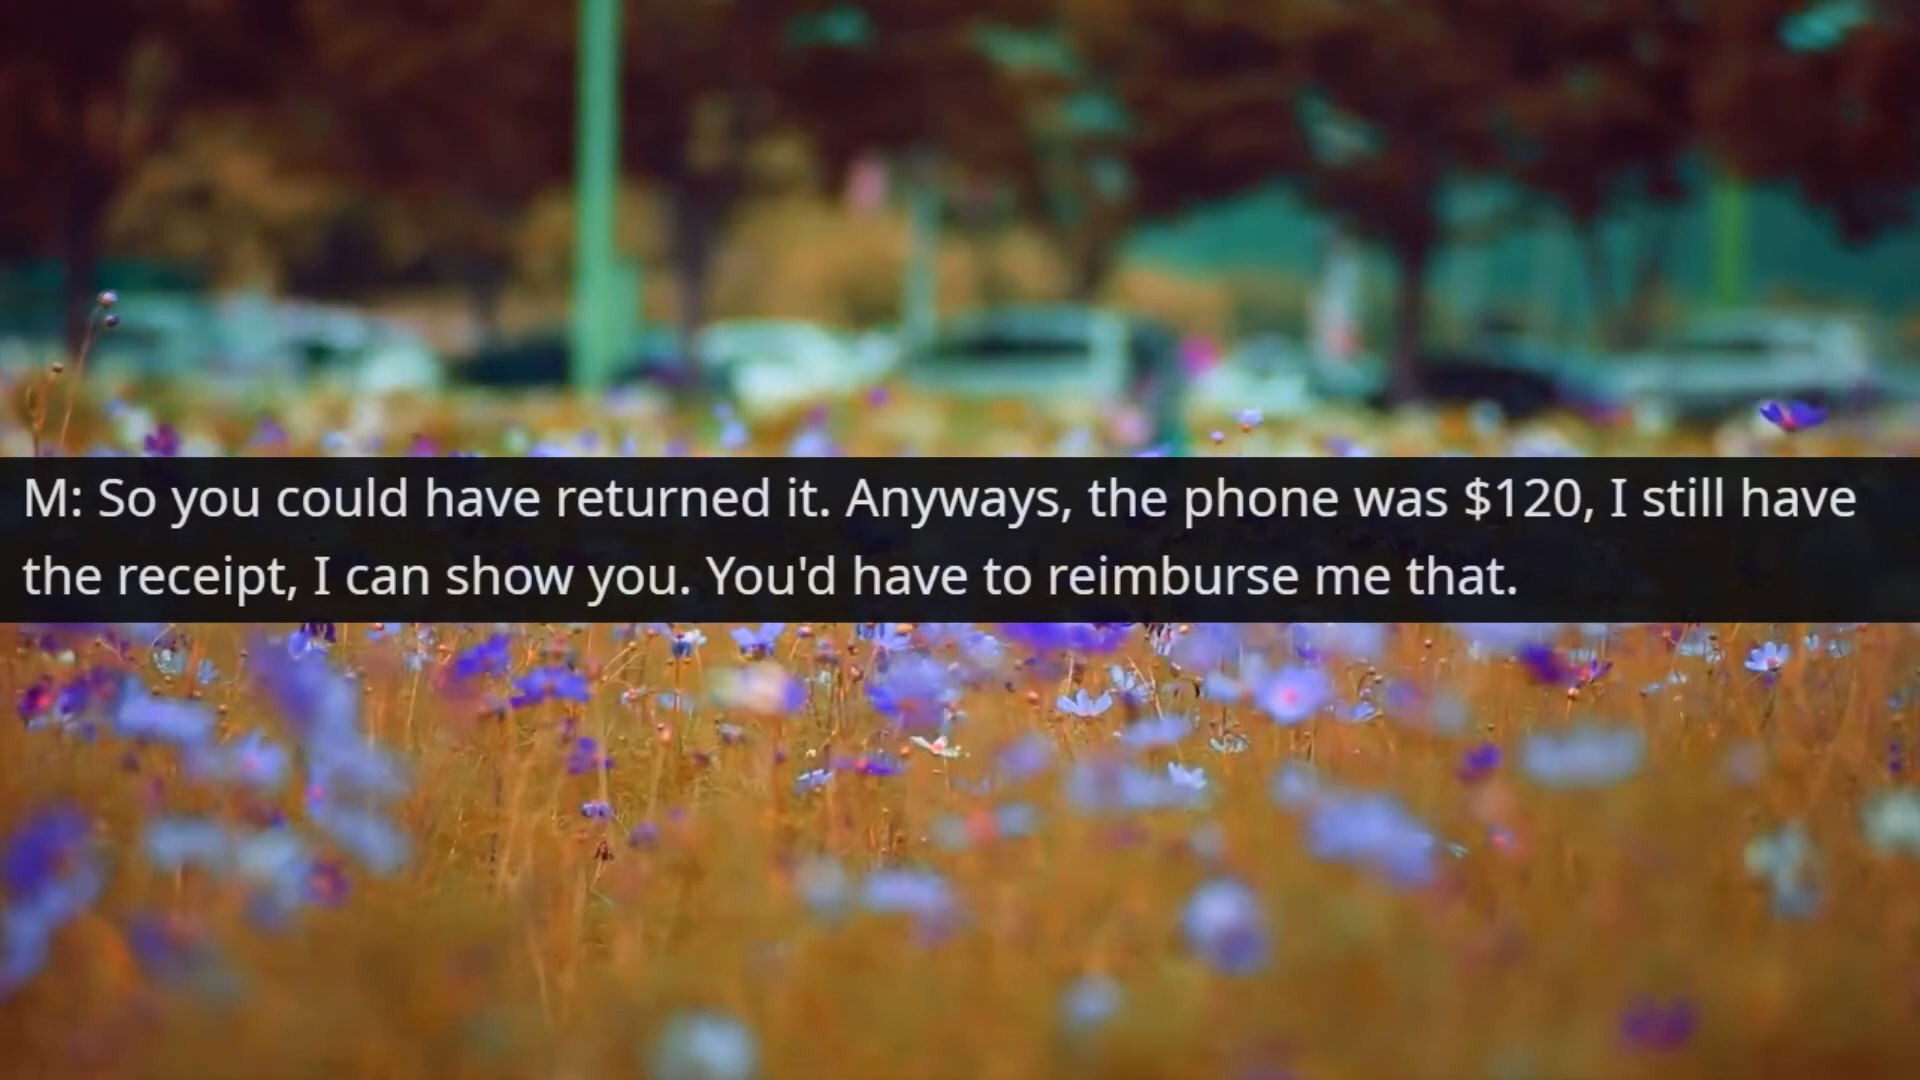 M: So you could have returned it. Anyways, the phone was $120, I still have
the receipt, I can show you. You'd have to reimburse me that.